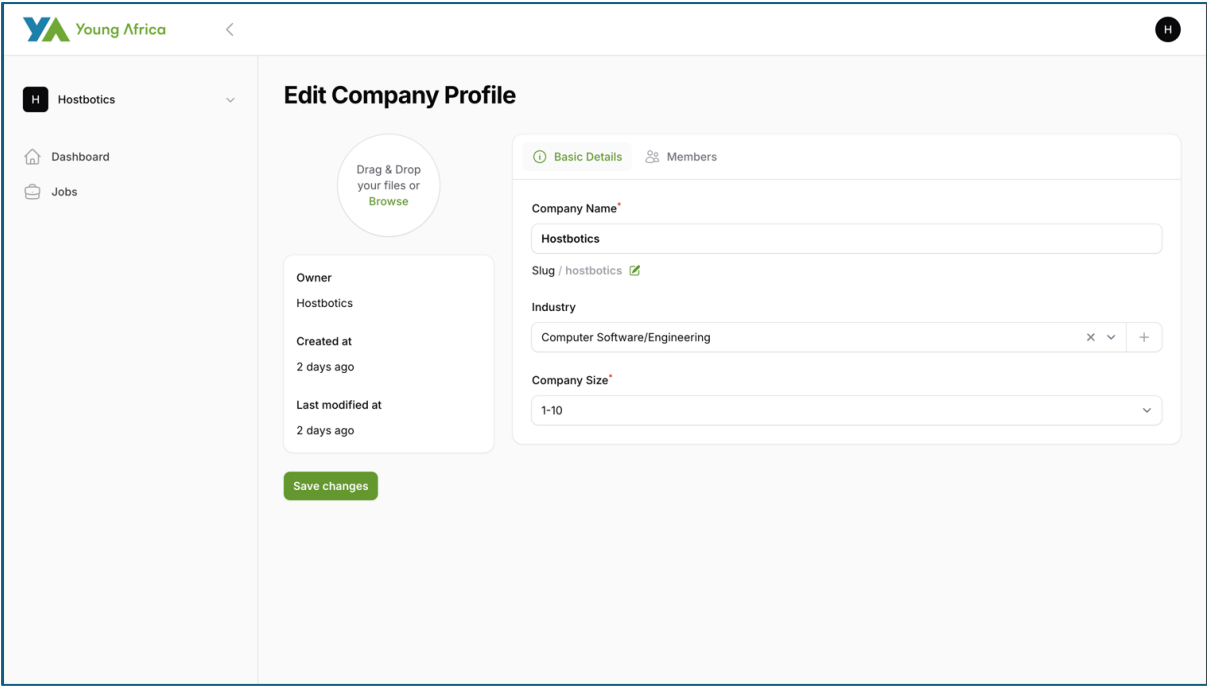 YA Young Africa
H
H Hostbotics
Dashboard
Jobs
Edit Company Profile
Drag & Drop
your files or
Browse
Owner
Hostbotics
Created at
2 days ago
Last modified at
2 days ago
Save changes
Basic Details Members
Company Name*
Hostbotics
Slug / hostbotics
Industry
Computer Software/Engineering
Company Size*
1-10